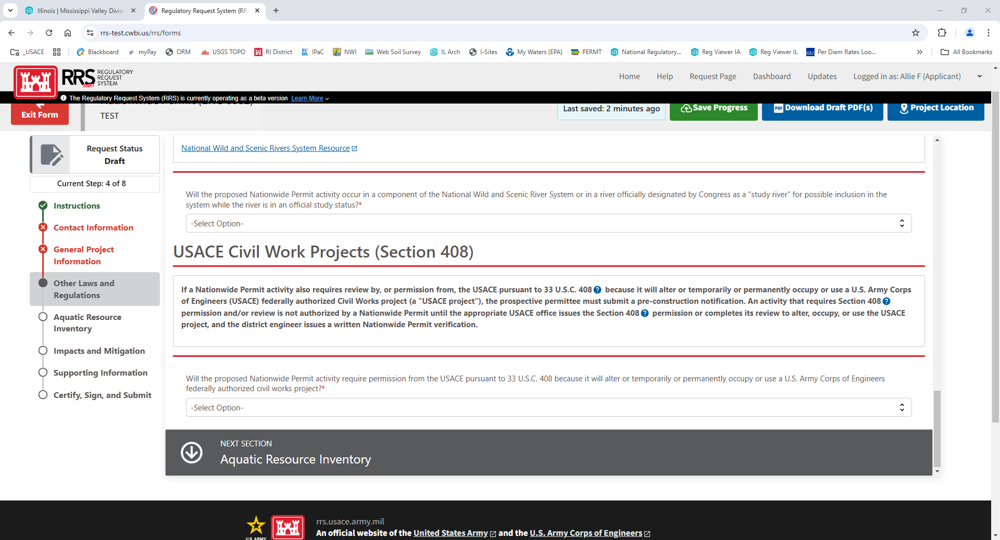 Illinois | Mississippi Valley Divisi
Regulatory Request System (RR
rrs-test.cwbi.us/rrs/forms
_USACE
Blackboard
myPay
ORM
USGS TOPO
RI District
IPaC
NWI
USDA
Web Soil Survey
IL Arch
I-Sites
My Waters (EPA)
PERMT
National Regulatory...
Reg Viewer IA
Reg Viewer IL
GSA
Per Diem Rates Loo...
All Bookmarks
RRS
beta
REGULATORY
REQUEST
SYSTEM
Home
Help
Request Page
Dashboard
Updates
Logged in as: Allie F (Applicant)
The Regulatory Request System (RRS) is currently operating as a beta version Learn More
Exit Form
TEST
Last saved: 2 minutes ago
Save Progress
PDF
Download Draft PDF(s)
Project Location
Request Status
Draft
Current Step: 4 of 8
Instructions
Contact Information
General Project
Information
Other Laws and
Regulations
Aquatic Resource
Inventory
Impacts and Mitigation
Supporting Information
Certify, Sign, and Submit
National Wild and Scenic Rivers System Resource
Will the proposed Nationwide Permit activity occur in a component of the National Wild and Scenic River System or in a river officially designated by Congress as a "study river" for possible inclusion in the
system while the river is in an official study status?*
-Select Option-
USACE Civil Work Projects (Section 408)
If a Nationwide Permit activity also requires review by, or permission from, the USACE pursuant to 33 U.S.C. 408 ? because it will alter or temporarily or permanently occupy or use a U.S. Army Corps
of Engineers (USACE) federally authorized Civil Works project (a "USACE project"), the prospective permittee must submit a pre-construction notification. An activity that requires Section 408 ?
permission and/or review is not authorized by a Nationwide Permit until the appropriate USACE office issues the Section 408 ? permission or completes its review to alter, occupy, or use the USACE
project, and the district engineer issues a written Nationwide Permit verification.
Will the proposed Nationwide Permit activity require permission from the USACE pursuant to 33 U.S.C. 408 because it will alter or temporarily or permanently occupy or use a U.S. Army Corps of Engineers
federally authorized civil works project?*
-Select Option-
NEXT SECTION
Aquatic Resource Inventory
U.S. ARMY
rrs.usace.army.mil
An official website of the United States Army and the U.S. Army Corps of Engineers